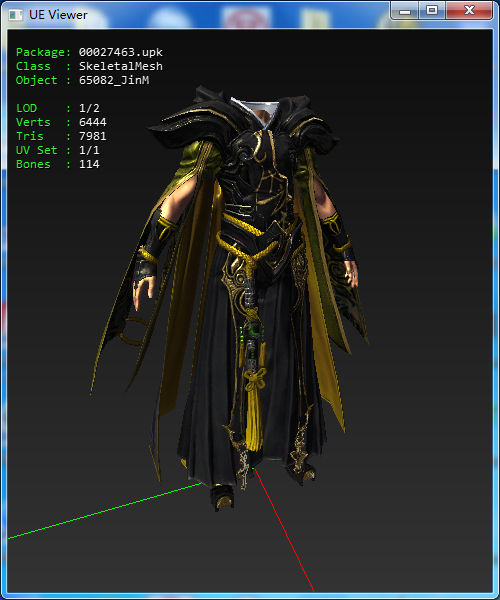 UE Viewer
Package: 00027463.upk
Class : SkeletalMesh
Object : 65082_JinM
LOD : 1/2
Verts : 6444
Tris : 7981
UV Set : 1/1
Bones : 114